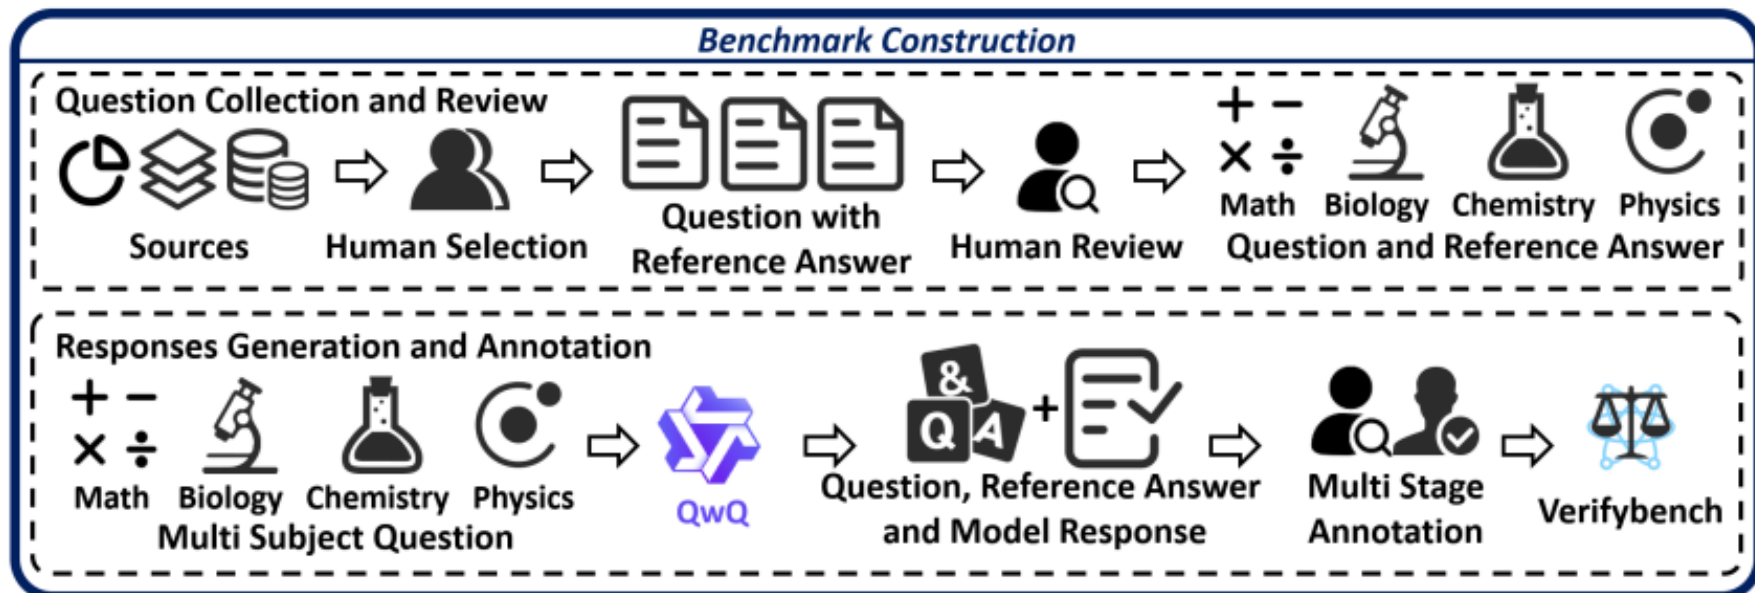 Benchmark Construction
Question Collection and Review
Sources
Human Selection
Question with
Reference Answer
Human Review
Math Biology Chemistry Physics
Question and Reference Answer
Responses Generation and Annotation
Math Biology Chemistry Physics
Multi Subject Question
QwQ
Q & A
Question, Reference Answer
and Model Response
Multi Stage
Annotation
Verifybench